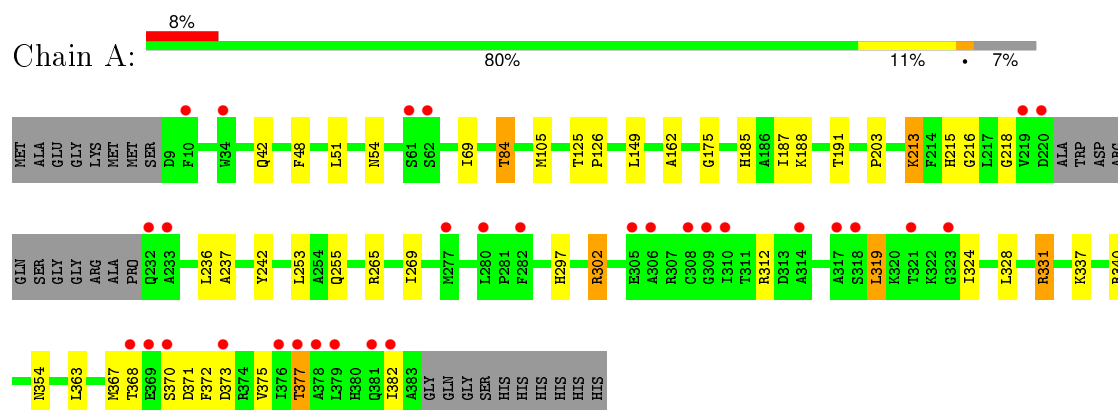 8%
Chain A:
80% 11% • 7%
MET ALA GLU GLY LYS MET MET SER D9 F10 W34 Q42 F48 L51 N54 S61 S62 I69 T84 M105 T125 P126 L149 A162 G175 H185 A186 I187 K188 T191 P203 K213 F214 H215 G216 L217 G218 V219 D220 ALA TRP ASP ARG
GLN SER GLY GLY ARG ALA PRO Q232 A233 L236 A237 Y242 L253 A254 Q255 R265 I269 M277 L280 P281 F282 H297 R302 E305 A306 R307 C308 G309 I310 T311 R312 D313 A314 A317 S318 L319 K320 T321 K322 G323 I324 L328 R331 K337 R340
N354 L363 M367 T368 E369 S370 D371 F372 D373 R374 V375 I376 T377 A378 L379 H380 Q381 I382 A383 GLY GLN GLY SER HIS HIS HIS HIS HIS HIS